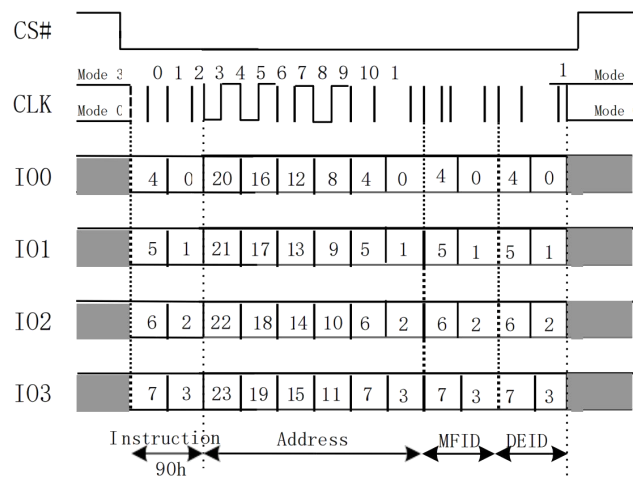 CS#
Mode 3 0 1 2 3 4 5 6 7 8 9 10 1 1 Mode
CLK Mode 0 Mode
IO0 4 0 20 16 12 8 4 0 4 0 4 0
IO1 5 1 21 17 13 9 5 1 5 1 5 1
IO2 6 2 22 18 14 10 6 2 6 2 6 2
IO3 7 3 23 19 15 11 7 3 7 3 7 3
Instruction Address MFID DEID
90h